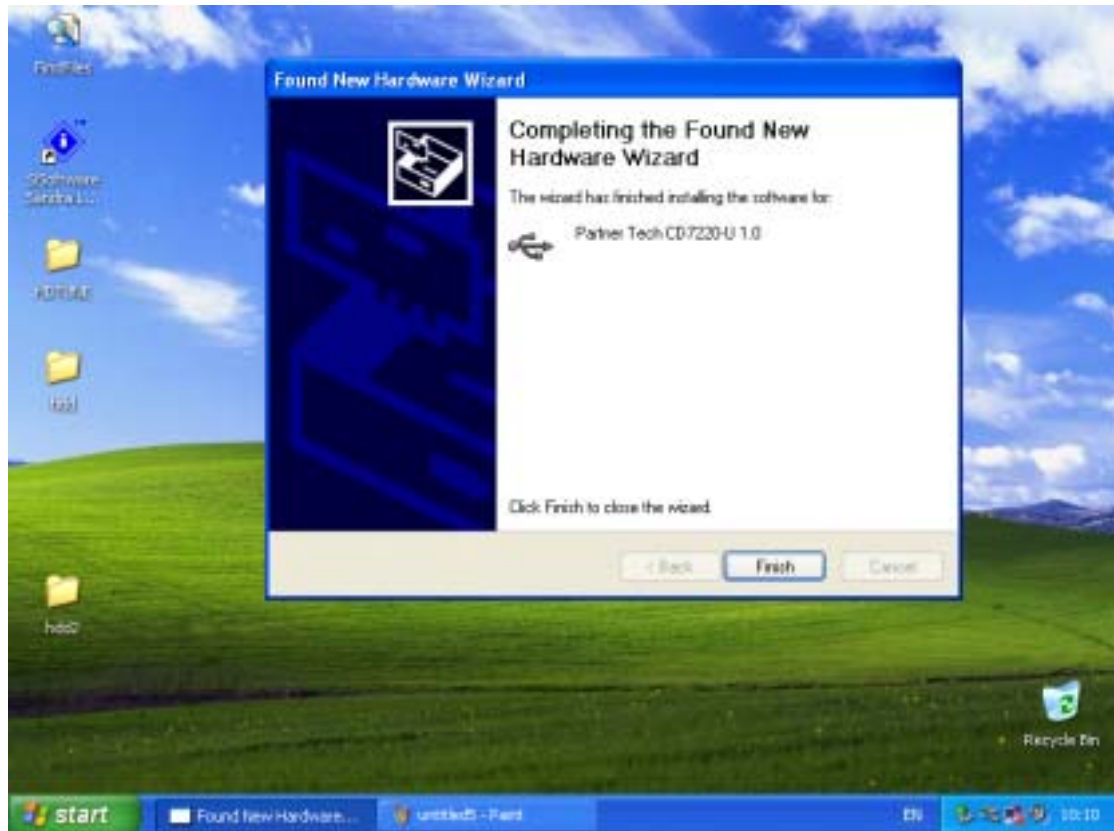 Found New Hardware Wizard
Completing the Found New
Hardware Wizard
The wizard has finished installing the software for:
Partner Tech CD7220-U 1.0
Click Finish to close the wizard.
< Back
Finish
Cancel
hdd2
Recycle Bin
start
Found New Hardware...
untitled5 - Paint
EN
10:10